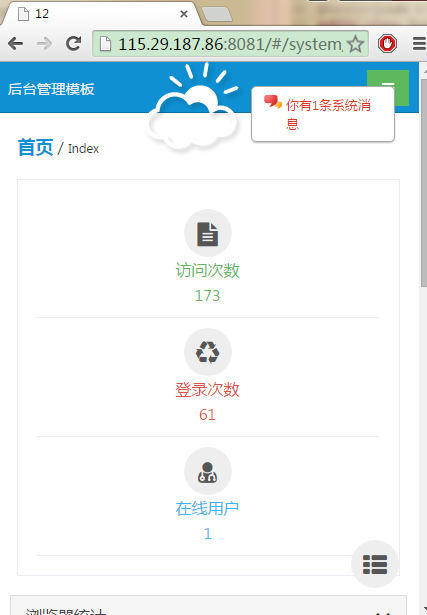 12
115.29.187.86:8081/#/system_
后台管理模板
你有1条系统消
息
首页 / Index
访问次数
173
登录次数
61
在线用户
1
浏览器统计